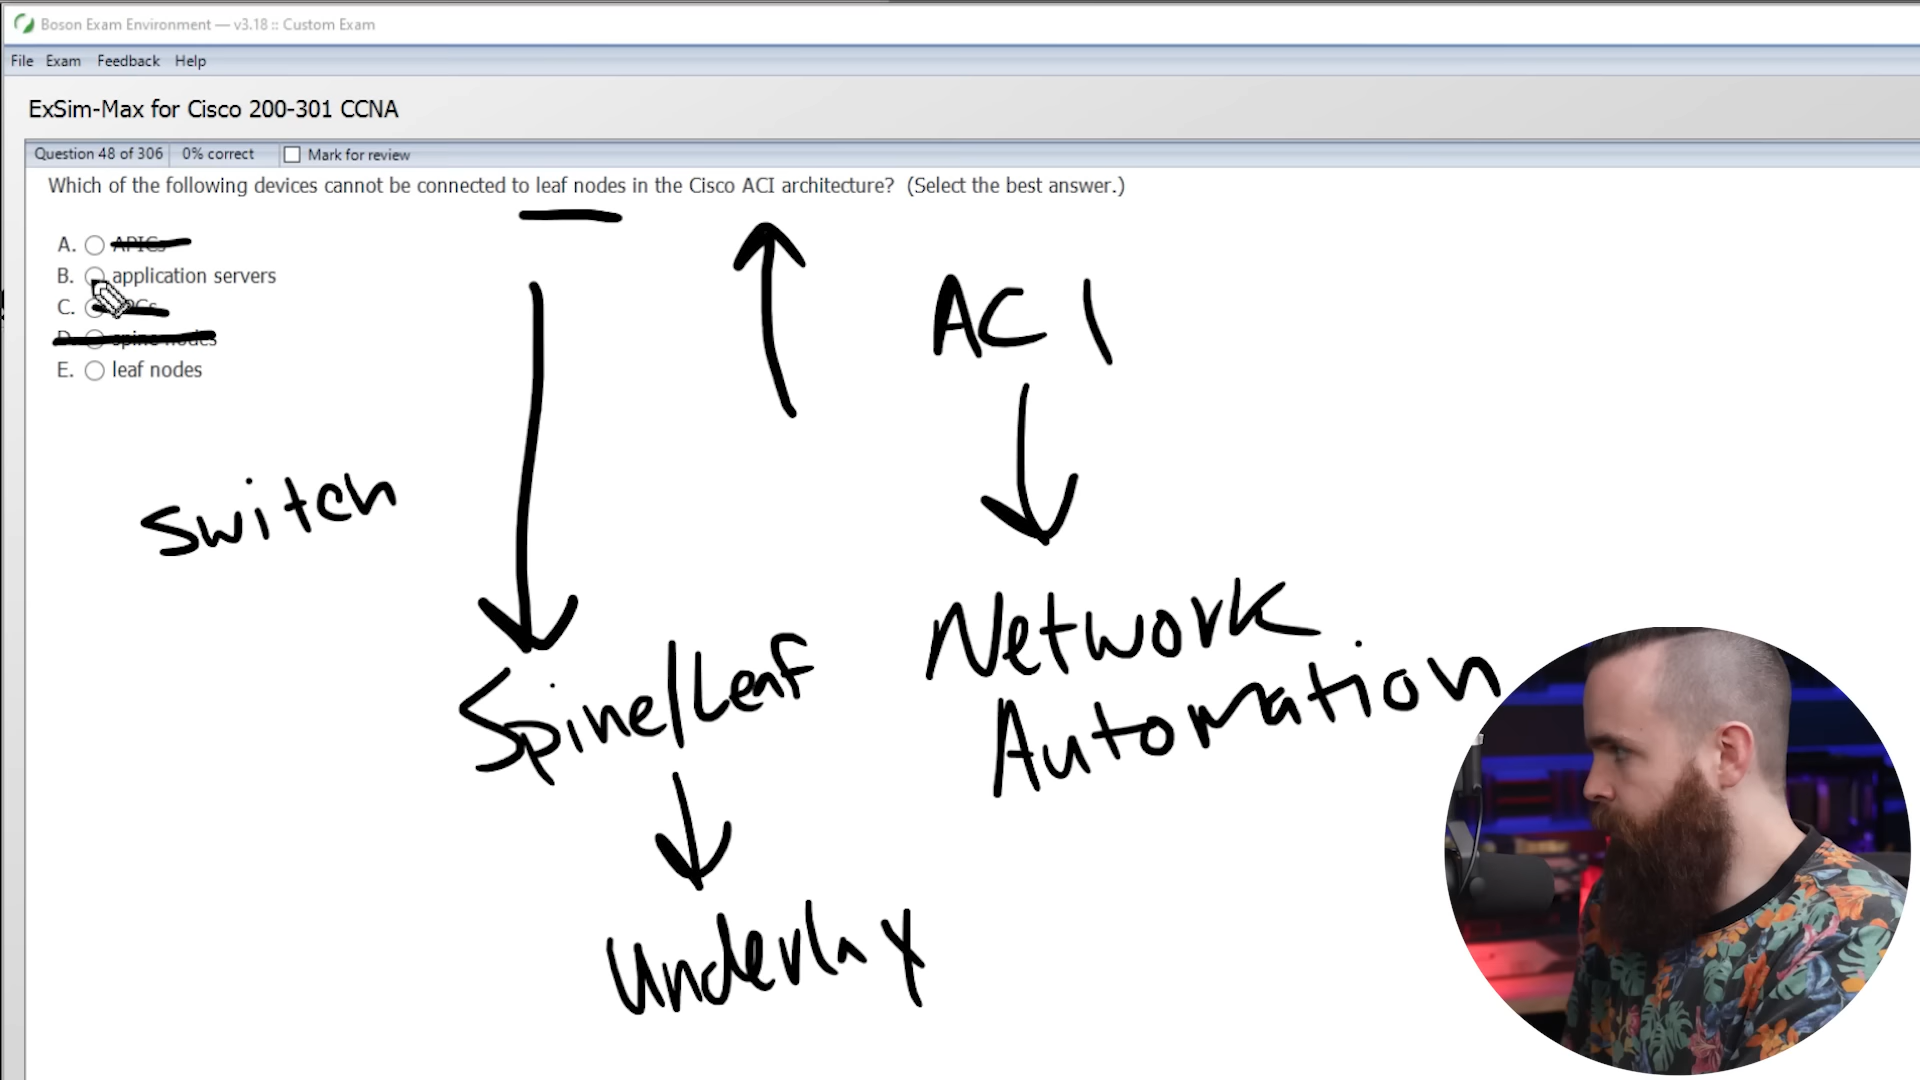 Boson Exam Environment — v3.18 :: Custom Exam
File Exam Feedback Help
ExSim-Max for Cisco 200-301 CCNA
Question 48 of 306 0% correct Mark for review
Which of the following devices cannot be connected to leaf nodes in the Cisco ACI architecture? (Select the best answer.)
A. APICs
B. application servers
C.
D. spine nodes
E. leaf nodes
ACI
Switch
Network
Automation
Spine/Leaf
Underlay